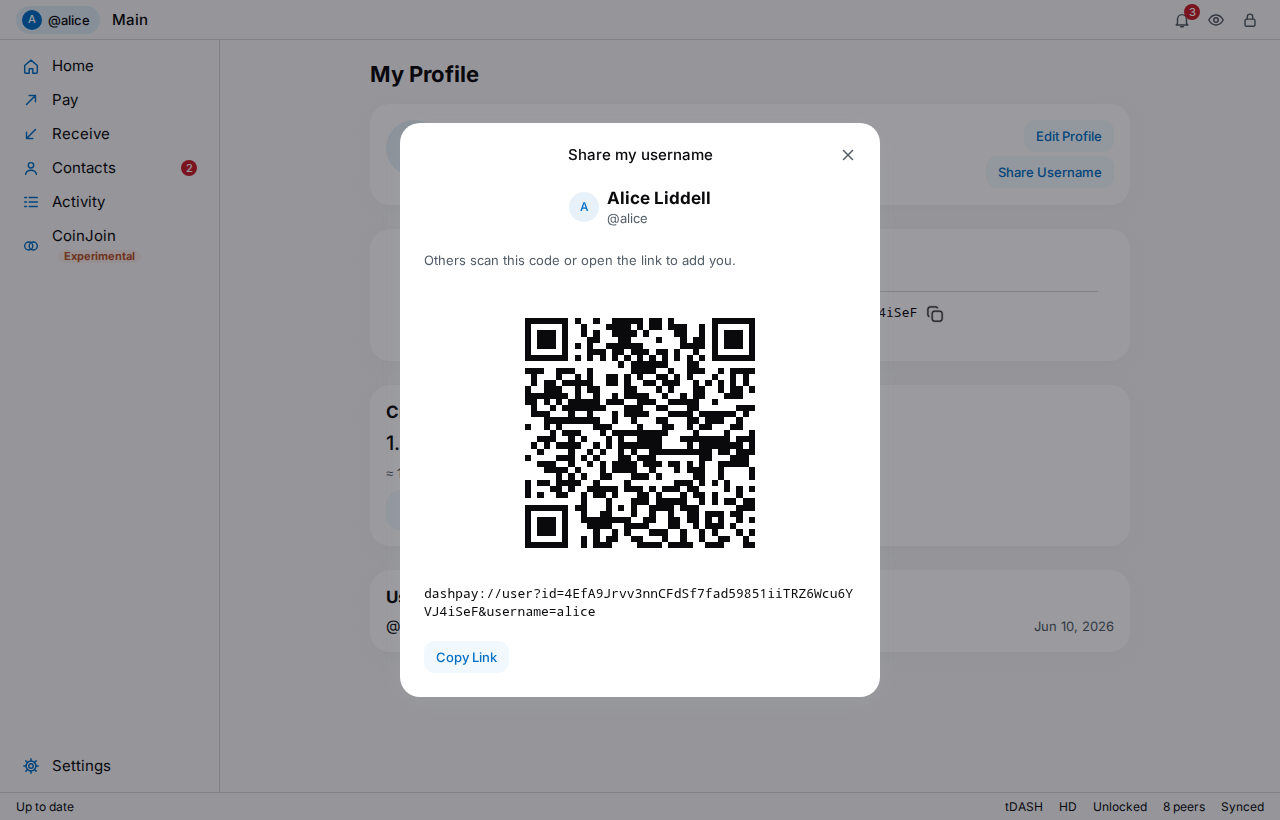 A @alice Main 3
Home
Pay
Receive
Contacts 2
Activity
CoinJoin
Experimental
Settings
My Profile
Edit Profile
Share Username
4iSeF
Jun 10, 2026
Share my username
A Alice Liddell
@alice
Others scan this code or open the link to add you.
dashpay://user?id=4EfA9Jrvv3nnCFdSf7fad59851iiTRZ6Wcu6Y
VJ4iSeF&username=alice
Copy Link
Up to date tDASH HD Unlocked 8 peers Synced